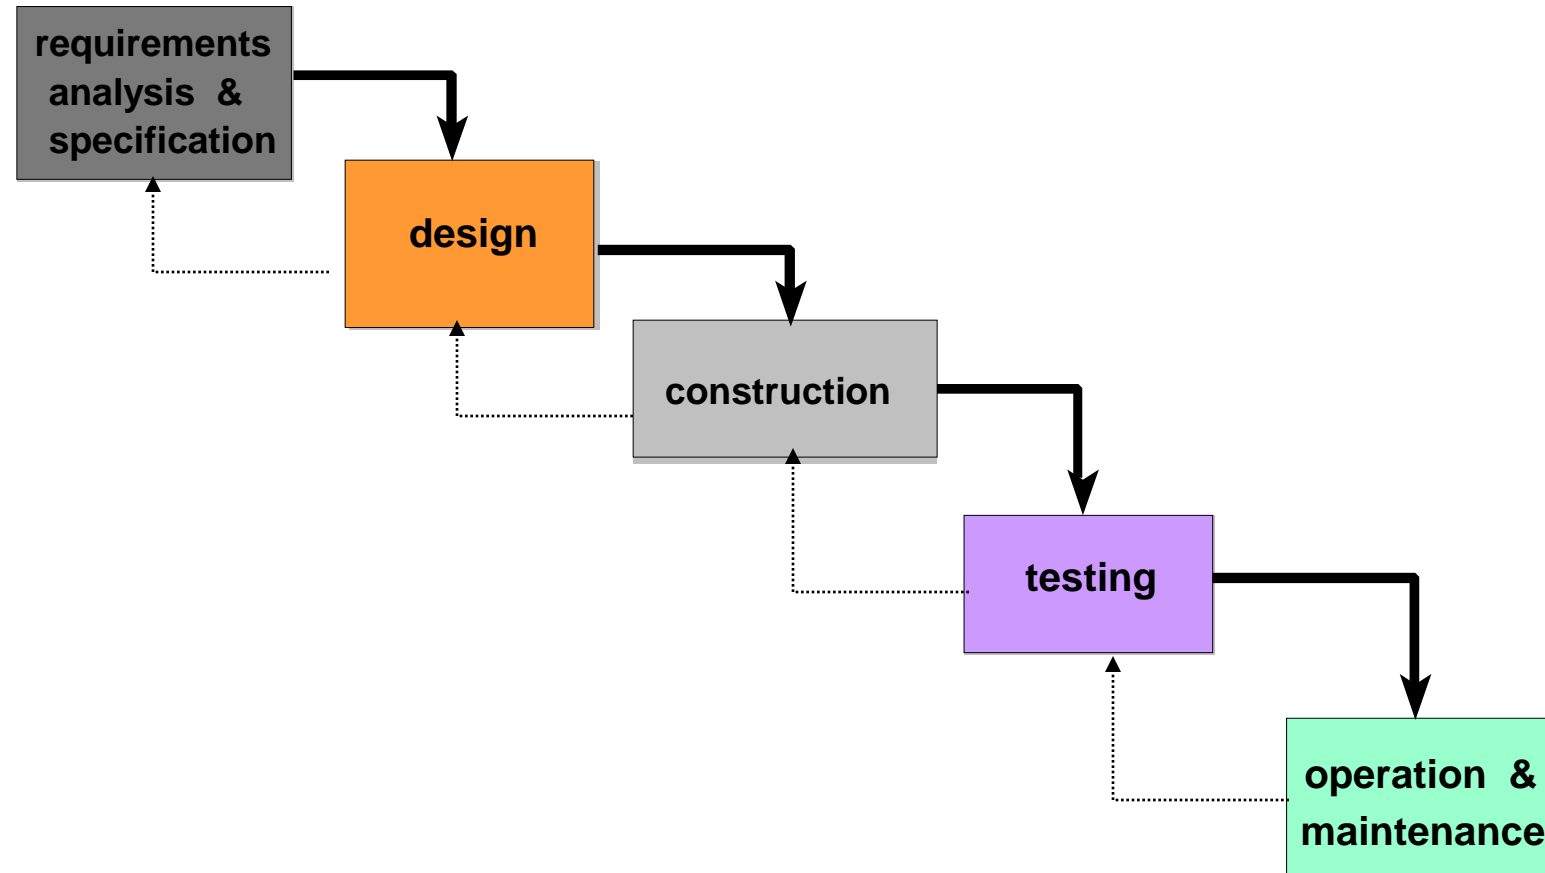 requirements
analysis &
specification
design
construction
testing
operation &
maintenance